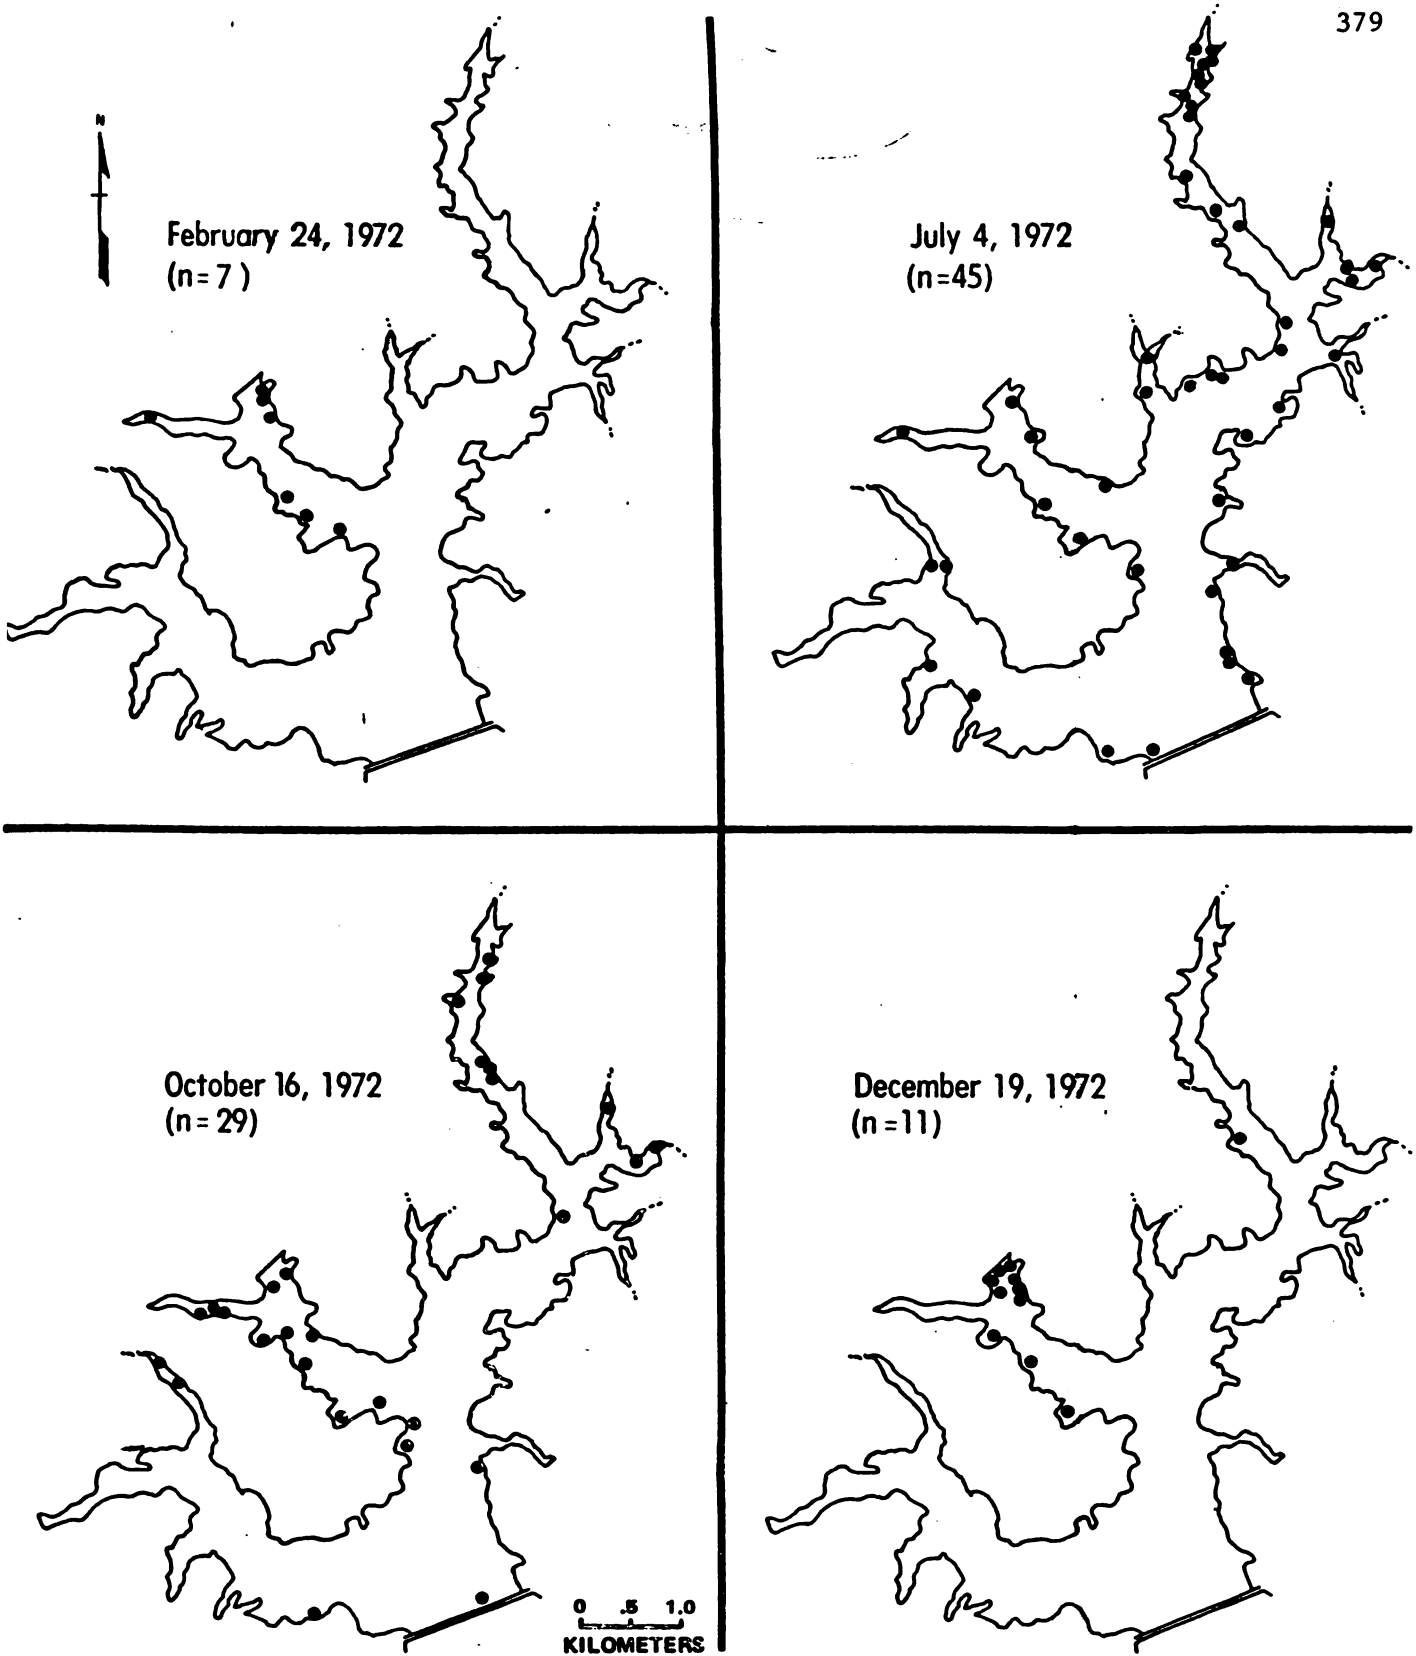 379
N
February 24, 1972
(n=7)
July 4, 1972
(n=45)
October 16, 1972
(n=29)
December 19, 1972
(n=11)
0 .5 1.0
KILOMETERS